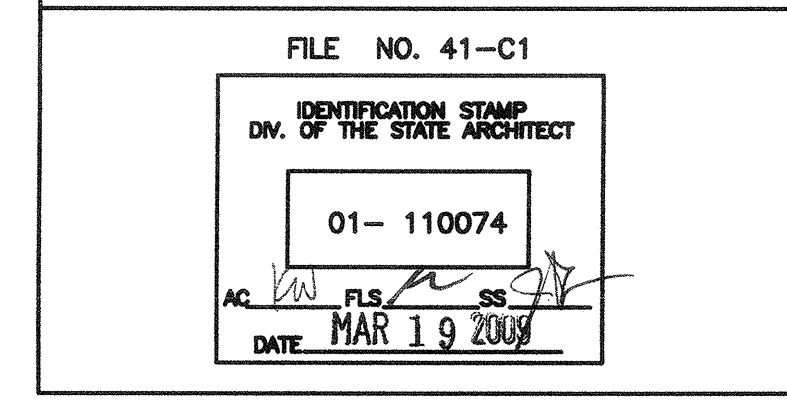 FILE NO. 41-C1
IDENTIFICATION STAMP
DIV. OF THE STATE ARCHITECT
01- 110074
AC KW FLS SS
DATE MAR 19 2009